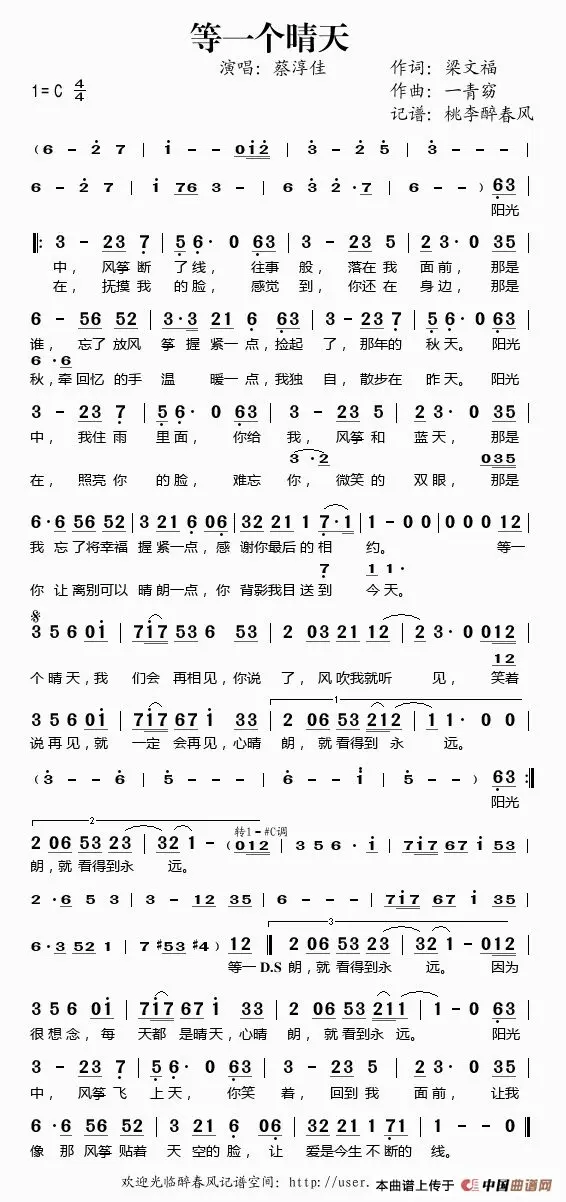 等一个晴天
演唱：蔡淳佳
作词：梁文福
1=C 4/4
作曲：一青窈
记谱：桃李醉春风
( 6 - 2 7 | i - - 0i2 | 3 - 2 5 | 3 - - - |
6 - 2 7 | i 76 3 - | 6 3 2 · 7 | 6 - - ) 63 |
阳光
|: 3 - 23 7 | 5 6· 0 63 | 3 - 23 5 | 2 3· 0 35 |
中，风筝断 了线，往事般，落在我 面前，那是
在，抚摸我 的脸，感觉到，你还在 身边，那是
6 - 56 52 | 3·3 21 6 63 | 3 - 23 7 | 5 6· 0 63 |
谁，忘了放风 筝握 紧一点，捡起 了，那年的 秋天。阳光
6 · 6
秋，牵回忆的手 温 暖一点，我独 自，散步在 昨天。阳光
3 - 23 7 | 5 6· 0 63 | 3 - 23 5 | 2 3· 0 35 |
中，我住雨 里面，你给 我，风筝和 蓝天，那是
3 · 2 035
在，照亮你 的脸，难忘 你，微笑的 双眼，那是
6·6 56 52 | 3 21 6 06 | 32 21 1 7·1 | 1 - 0 0 | 0 0 0 12 |
我 忘了将幸福 握紧一点，感 谢你最后的相 约。 等一
7 1 1·
你 让离别可以 晴朗一点，你 背影我目送到 今天。
3 5 6 0i | 7i7 53 6 53 | 2 03 21 12 | 2 3· 0 012 |
12
个晴天，我 们会 再相见，你说 了，风吹我就听 见，笑着
1
3 5 6 0i | 7i7 67 i 33 | 2 06 53 212 | 1 1· 0 0 |
说再见，就 一定 会再见，心晴 朗，就看得到 永 远。
( 3 - - 6 | 5 - - - | 6 - - i | 5 - - ) 63 :|
阳光
2
转1=#C调
2 06 53 23 | 32 1 - (012 | 3 5 6 · i | 7i7 67 i 53 |
朗，就看得到永 远。
2 · 6 5 3 | 3 - 12 35 | 6 - - - | 7i7 67 i 35 |
3
6·3 52 1 | 7 #53 #4 ) 12 || 2 06 53 23 | 32 1 - 012 |
等一 D.S 朗，就看得到永 远。 因为
3 5 6 0i | 7i7 67 i 33 | 2 06 53 211 | 1 - 0 63 |
很想念，每 天都 是晴天，心晴 朗，就看得到永 远。 阳光
3 - 23 7 | 5 6· 0 63 | 3 - 23 5 | 2 3· 0 35 |
中，风筝飞 上天，你笑 着，回到我 面前，让我
6 · 6 56 52 | 3 21 6 06 | 32 21 1 71 | 1 - - 0 ||
像 那 风筝贴着 天 空的脸，让 爱是今生不断的 线。
欢迎光临醉春风记谱空间：http: //user. 本曲谱上传于 中国曲谱网